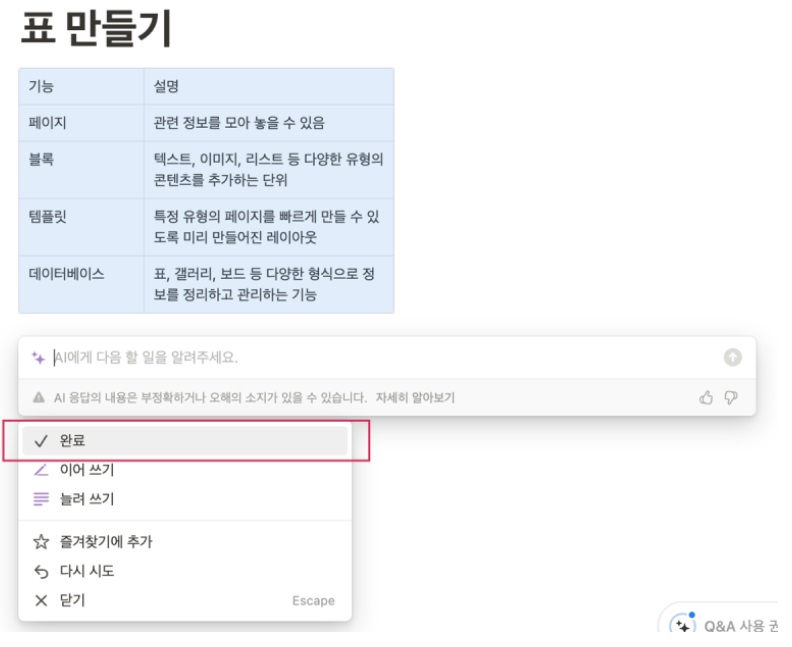 표 만들기
기능 설명
페이지 관련 정보를 모아 놓을 수 있음
블록 텍스트, 이미지, 리스트 등 다양한 유형의
콘텐츠를 추가하는 단위
템플릿 특정 유형의 페이지를 빠르게 만들 수 있
도록 미리 만들어진 레이아웃
데이터베이스 표, 갤러리, 보드 등 다양한 형식으로 정
보를 정리하고 관리하는 기능
AI에게 다음 할 일을 알려주세요.
AI 응답의 내용은 부정확하거나 오해의 소지가 있을 수 있습니다. 자세히 알아보기
완료
이어 쓰기
늘려 쓰기
즐겨찾기에 추가
다시 시도
닫기 Escape
Q&A 사용